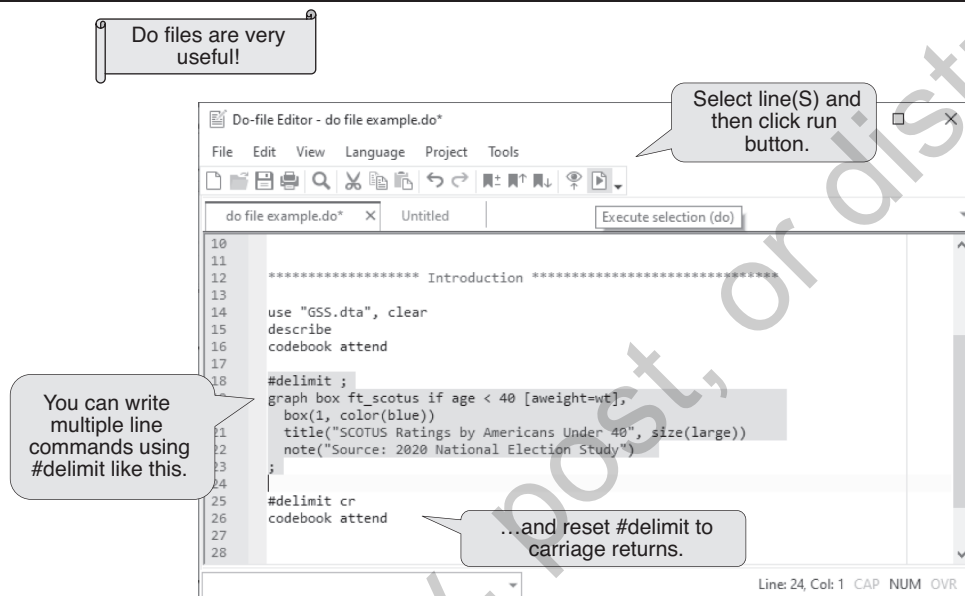 Do files are very
useful!
Select line(S) and
then click run
button.
Do-file Editor - do file example.do*
File Edit View Language Project Tools
do file example.do* Untitled
Execute selection (do)
10
11
12 ******************* Introduction *******************************
13
14 use "GSS.dta", clear
15 describe
16 codebook attend
17
18 #delimit ;
graph box ft_scotus if age < 40 [aweight=wt],
box(1, color(blue))
21 title("SCOTUS Ratings by Americans Under 40", size(large))
22 note("Source: 2020 National Election Study")
23 ;
24
25 #delimit cr
26 codebook attend
27
28
You can write
multiple line
commands using
#delimit like this.
…and reset #delimit to
carriage returns.
Line: 24, Col: 1 CAP NUM OVR
post, or